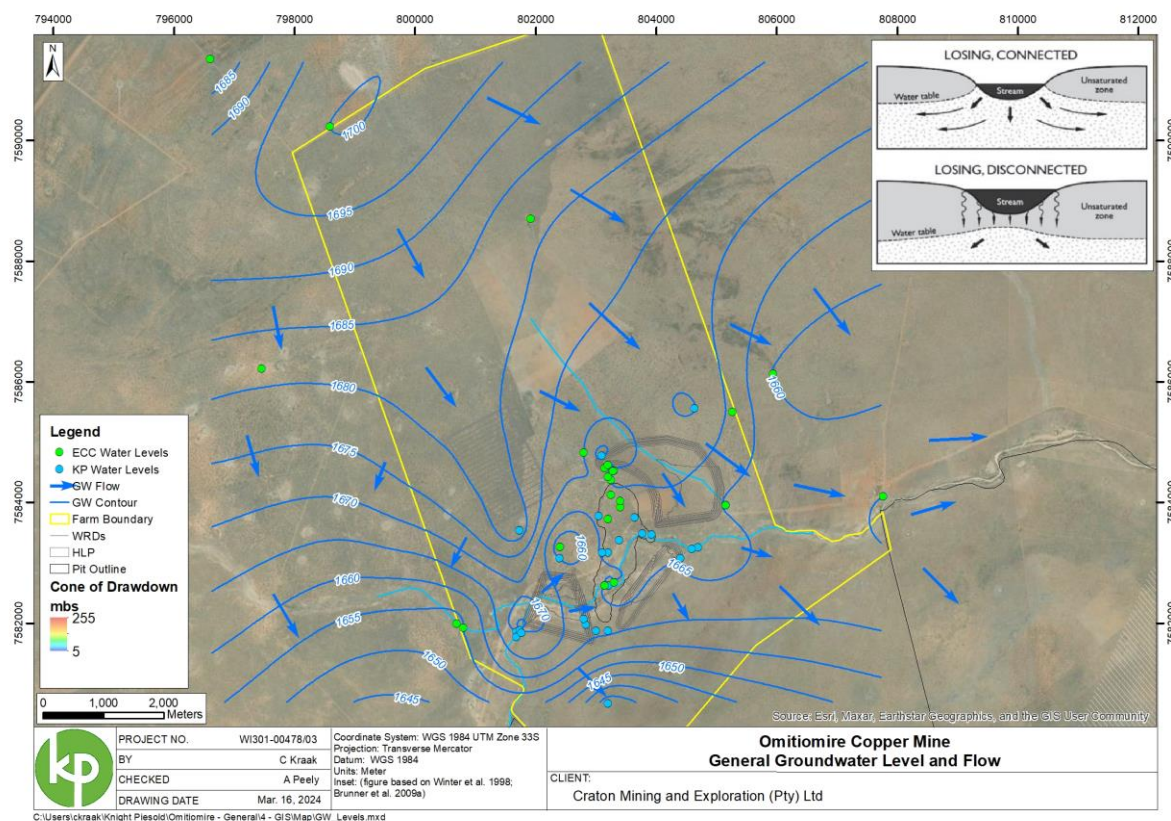 794000 796000 798000 800000 802000 804000 806000 808000 810000 812000
N
LOSING, CONNECTED
Stream
Water table
Unsaturated
zone
LOSING, DISCONNECTED
Stream
Unsaturated
zone
Water table
7590000
7590000
7588000
7588000
7586000
7586000
7584000
7584000
7582000
7582000
1685
1690
1700
1695
1690
1685
1680
1675
1670
1660
1655
1650
1645
1660
1660
1665
1670
1650
1645
Legend
ECC Water Levels
KP Water Levels
GW Flow
GW Contour
Farm Boundary
WRDs
HLP
Pit Outline
Cone of Drawdown
mbs
255
5
0 1,000 2,000
Meters
Source: Esri, Maxar, Earthstar Geographics, and the GIS User Community
kp
PROJECT NO. WI301-00478/03
BY C Kraak
CHECKED A Peely
DRAWING DATE Mar. 16, 2024
Coordinate System: WGS 1984 UTM Zone 33S
Projection: Transverse Mercator
Datum: WGS 1984
Units: Meter
Inset: (figure based on Winter et al. 1998;
Brunner et al. 2009a)
Omitiomire Copper Mine
General Groundwater Level and Flow
CLIENT:
Craton Mining and Exploration (Pty) Ltd
C:\Users\ckraak\Knight Piesold\Omitiomire - General\4 - GIS\Map\GW_Levels.mxd